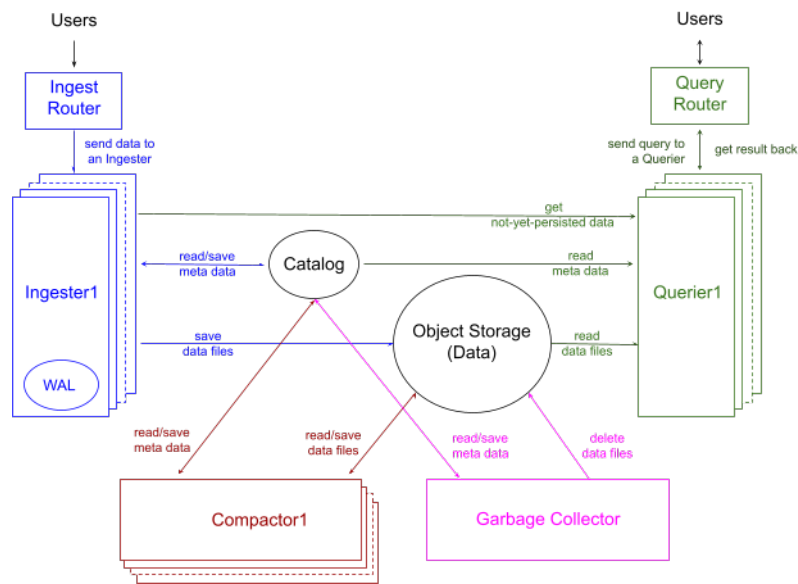 Users
Users
Ingest
Router
Query
Router
send data to
an Ingester
send query to
a Querier
get result back
get
not-yet-persisted data
read/save
meta data
Catalog
read
meta data
Ingester1
Querier1
Object Storage
(Data)
save
data files
read
data files
WAL
read/save
meta data
read/save
data files
read/save
meta data
delete
data files
Compactor1
Garbage Collector